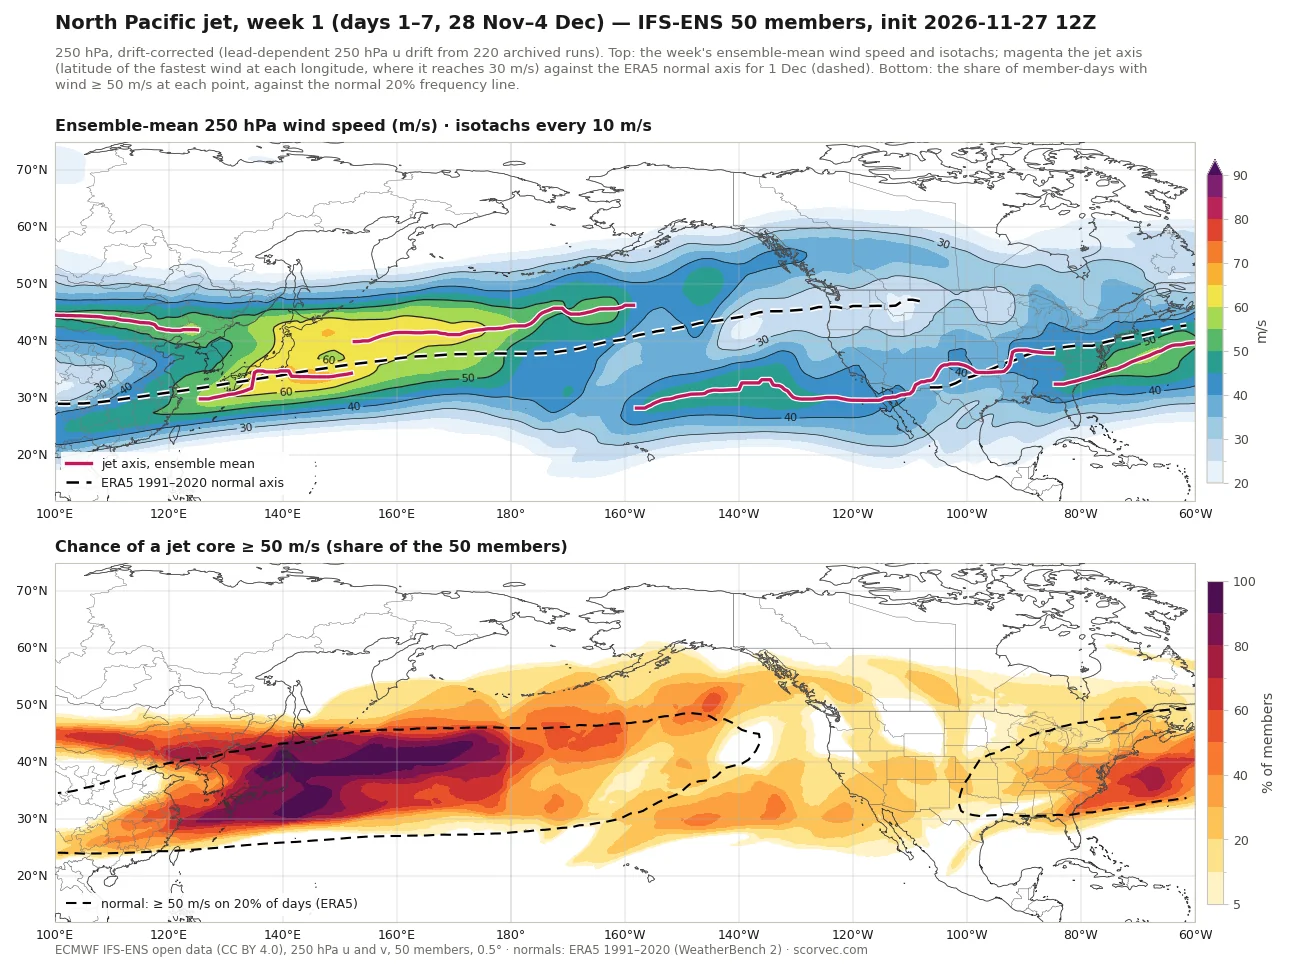 North Pacific jet, week 1 (days 1–7, 28 Nov–4 Dec) — IFS-ENS 50 members, init 2026-11-27 12Z
250 hPa, drift-corrected (lead-dependent 250 hPa u drift from 220 archived runs). Top: the week's ensemble-mean wind speed and isotachs; magenta the jet axis
(latitude of the fastest wind at each longitude, where it reaches 30 m/s) against the ERA5 normal axis for 1 Dec (dashed). Bottom: the share of member-days with
wind ≥ 50 m/s at each point, against the normal 20% frequency line.
Ensemble-mean 250 hPa wind speed (m/s) · isotachs every 10 m/s
70°N
60°N
50°N
40°N
30°N
20°N
30
40
30
60
60
50
40
30
30
40
40
50
40
jet axis, ensemble mean
ERA5 1991–2020 normal axis
100°E 120°E 140°E 160°E 180° 160°W 140°W 120°W 100°W 80°W 60°W
90
80
70
60
50
40
30
20
m/s
Chance of a jet core ≥ 50 m/s (share of the 50 members)
70°N
60°N
50°N
40°N
30°N
20°N
normal: ≥ 50 m/s on 20% of days (ERA5)
100°E 120°E 140°E 160°E 180° 160°W 140°W 120°W 100°W 80°W 60°W
100
80
60
40
20
5
% of members
ECMWF IFS-ENS open data (CC BY 4.0), 250 hPa u and v, 50 members, 0.5° · normals: ERA5 1991–2020 (WeatherBench 2) · scorvec.com